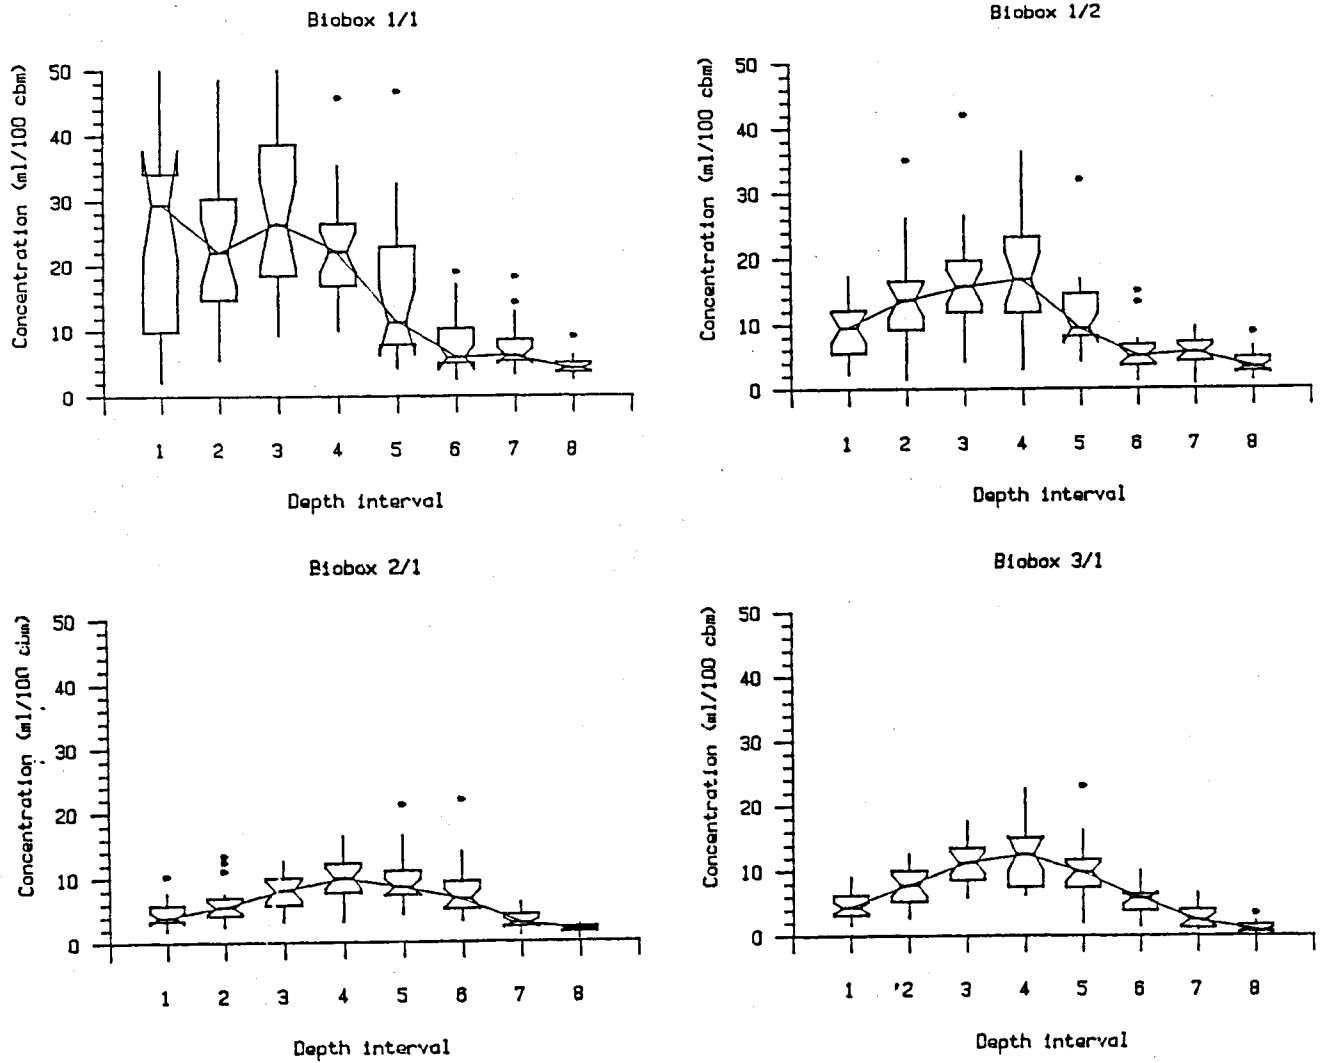 Biobox 1/1
Concentration (ml/100 cbm)
50
40
30
20
10
0
1 2 3 4 5 6 7 8
Depth interval
Biobox 1/2
Concentration (ml/100 cbm)
50
40
30
20
10
0
1 2 3 4 5 6 7 8
Depth interval
Biobox 2/1
Concentration (ml/100 cbm)
50
40
30
20
10
0
1 2 3 4 5 6 7 8
Depth interval
Biobox 3/1
Concentration (ml/100 cbm)
50
40
30
20
10
0
1 2 3 4 5 6 7 8
Depth interval